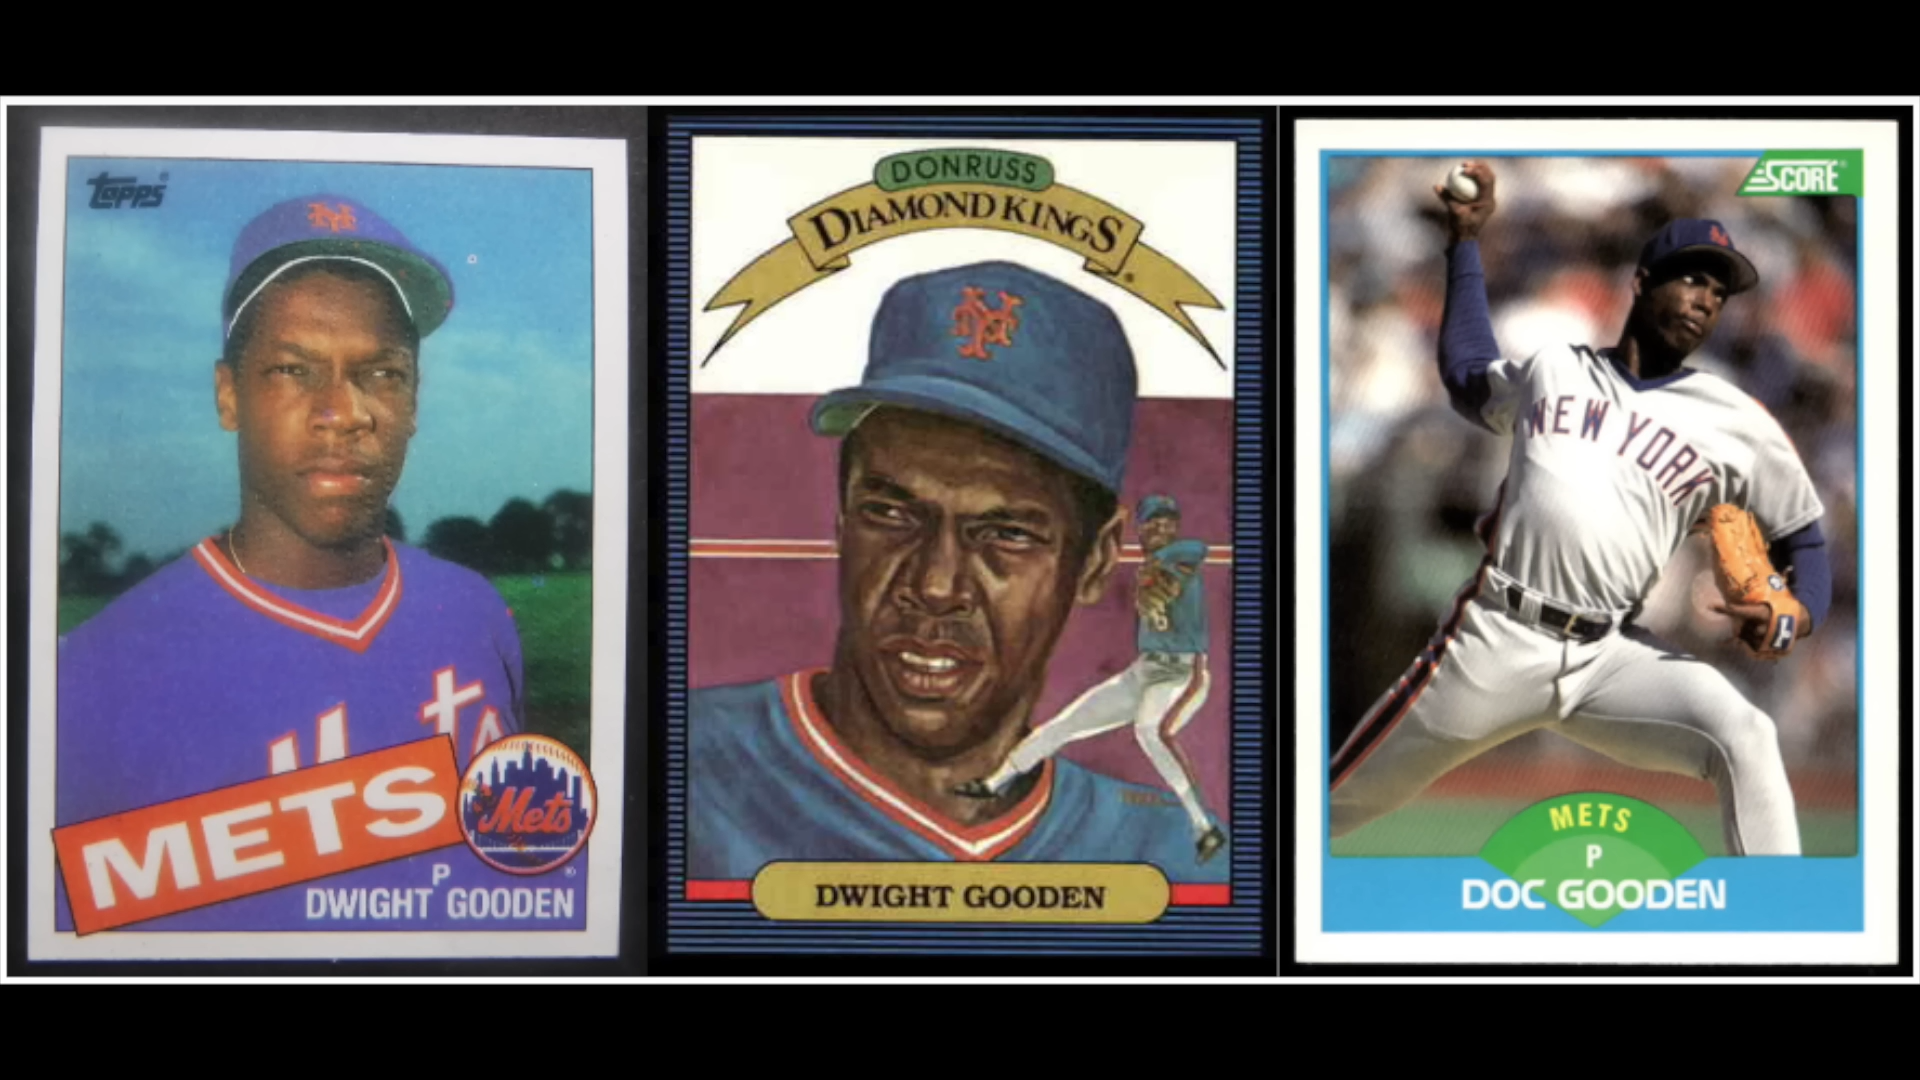 Topps
METS
Mets
P
DWIGHT GOODEN
DONRUSS
DIAMOND KINGS
DWIGHT GOODEN
SCORE
NEW YORK
METS
P
DOC GOODEN